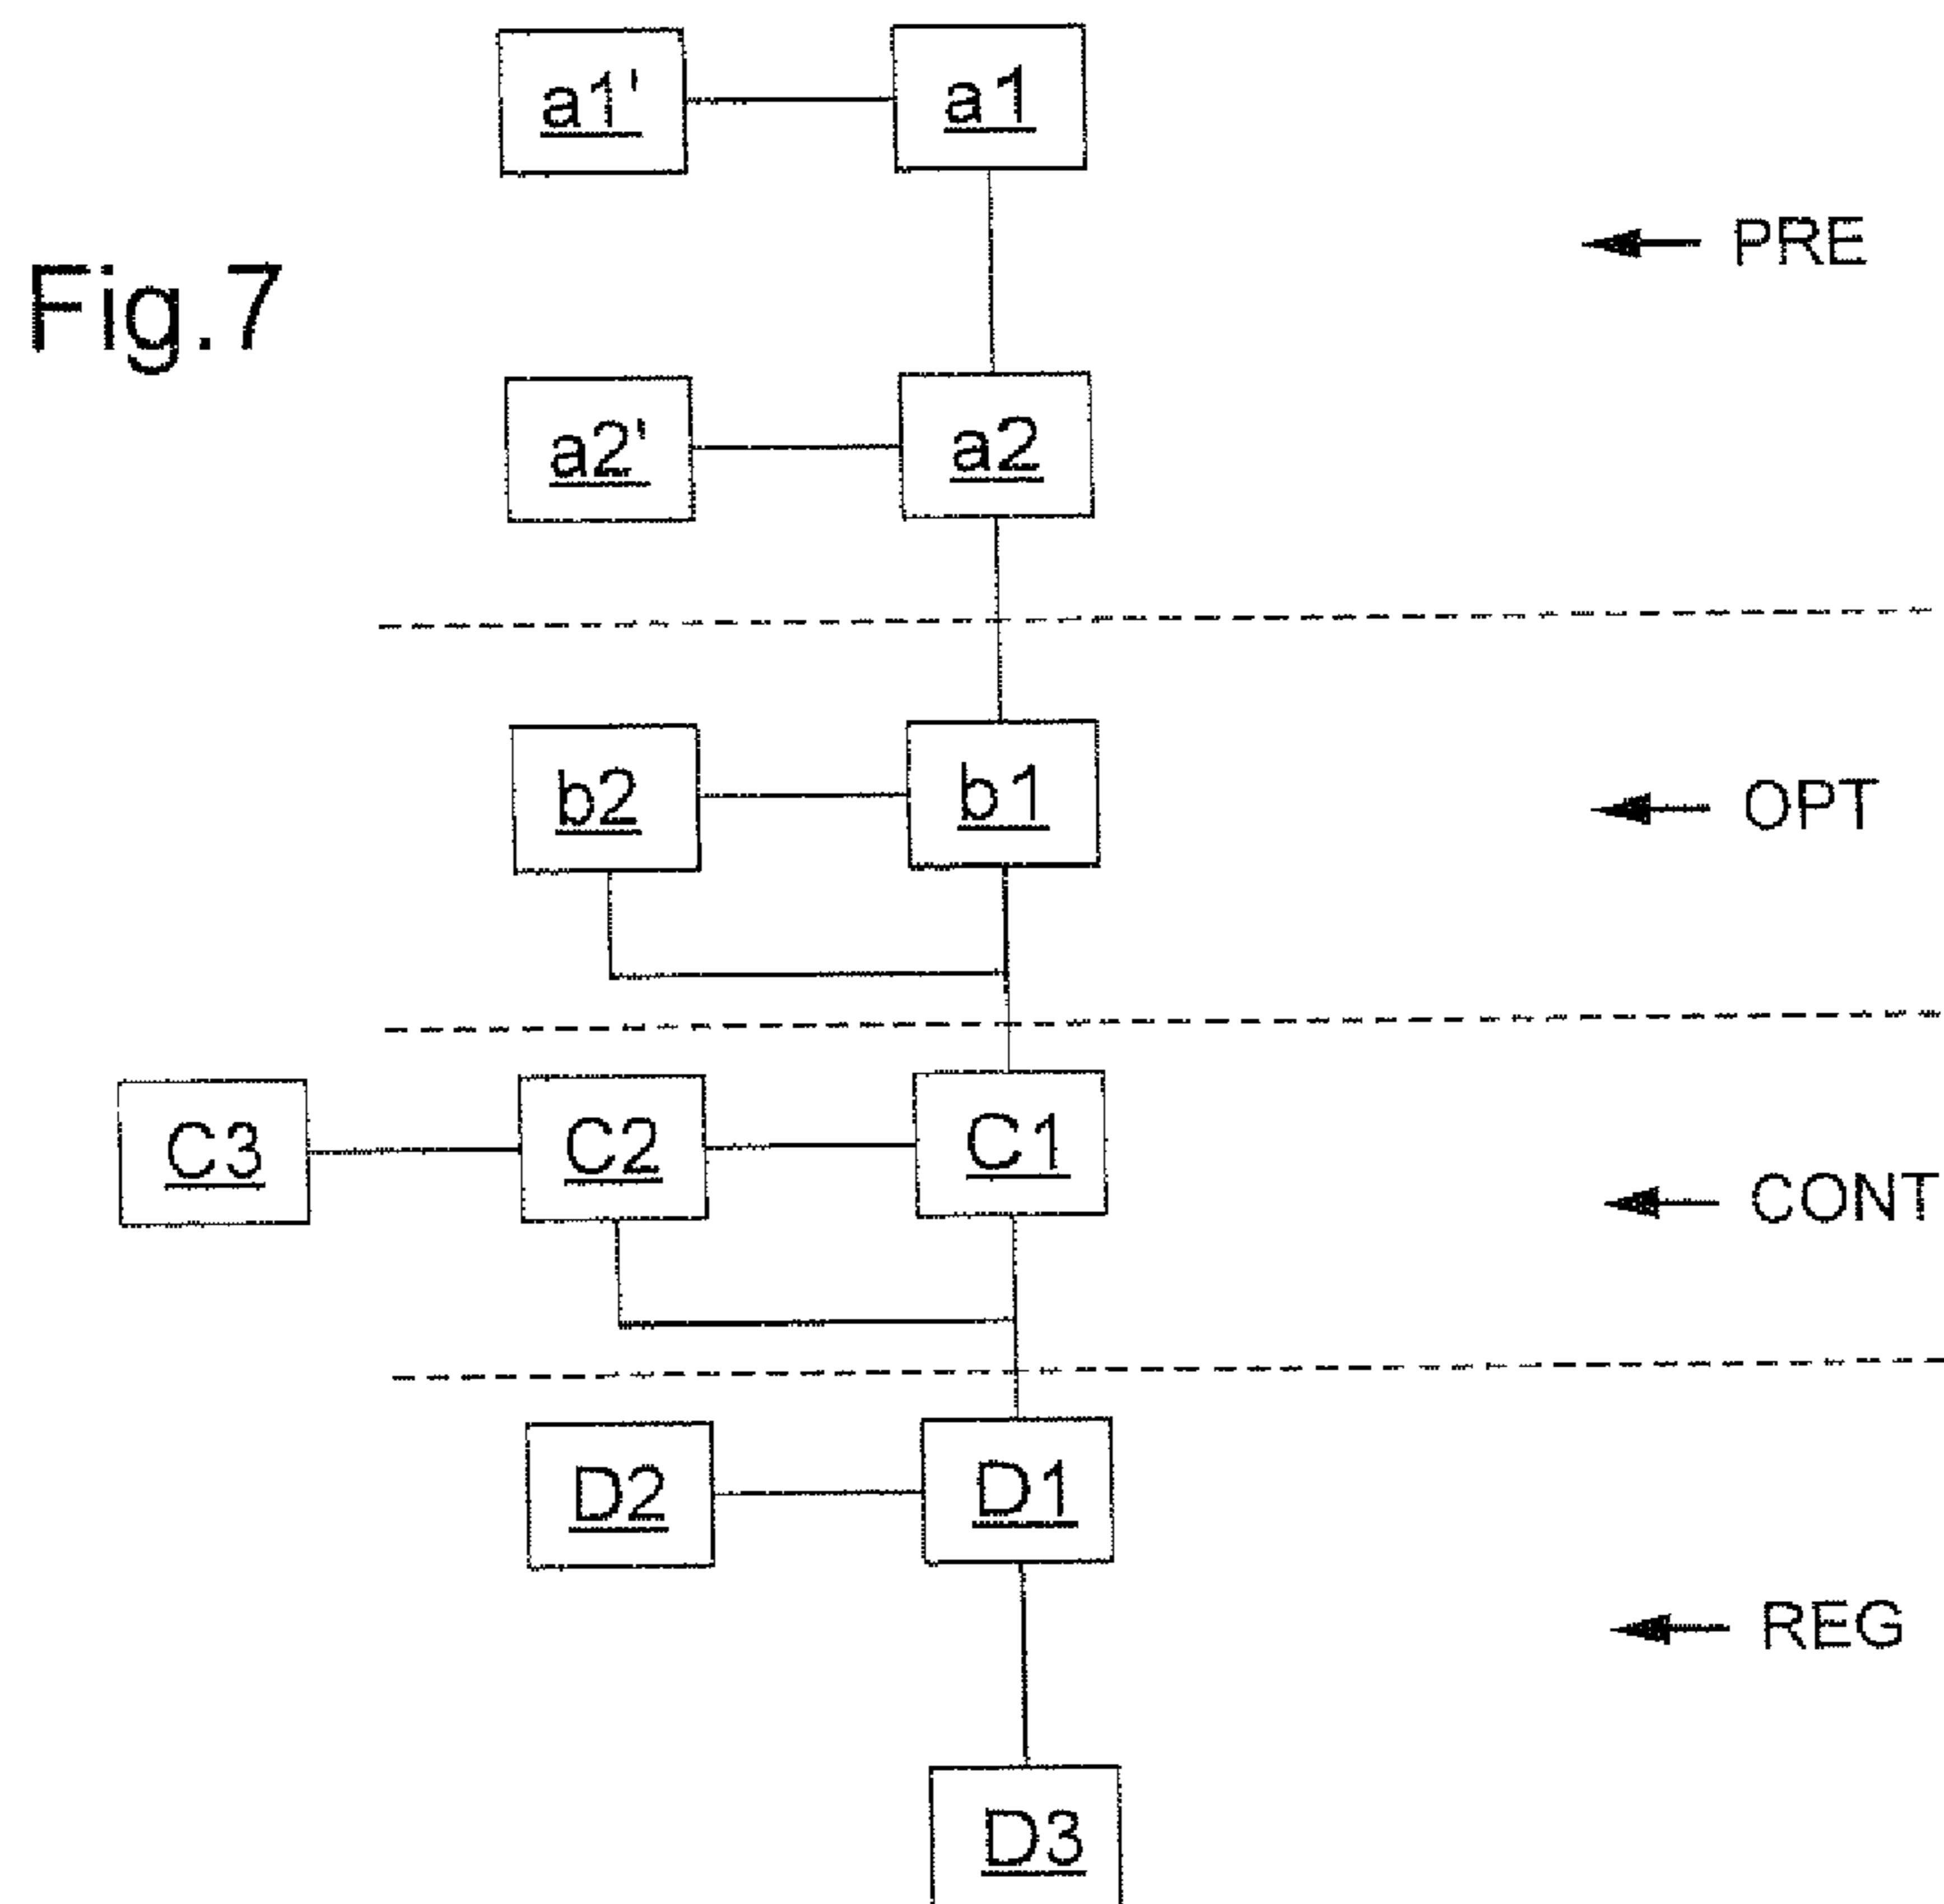 a1'
a1
PRE
Fig.7
a2'
a2
b2
b1
OPT
C3
C2
C1
CONT
D2
D1
REG
D3